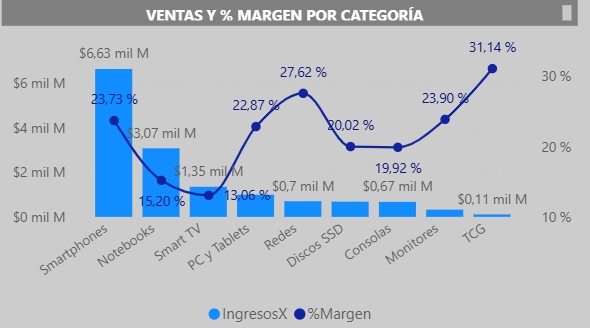 VENTAS Y % MARGEN POR CATEGORÍA
$6,63 mil M
31,14 %
$6 mil M
27,62 %
30 %
23,73 %
22,87 %
23,90 %
$4 mil M
$3,07 mil M
20,02 %
20 %
$2 mil M
$1,35 mil M
19,92 %
15,20 %
13,06 %
$0,7 mil M
$0,67 mil M
$0,11 mil M
$0 mil M
10 %
Smartphones
Notebooks
Smart TV
PC y Tablets
Redes
Discos SSD
Consolas
Monitores
TCG
IngresosX
%Margen